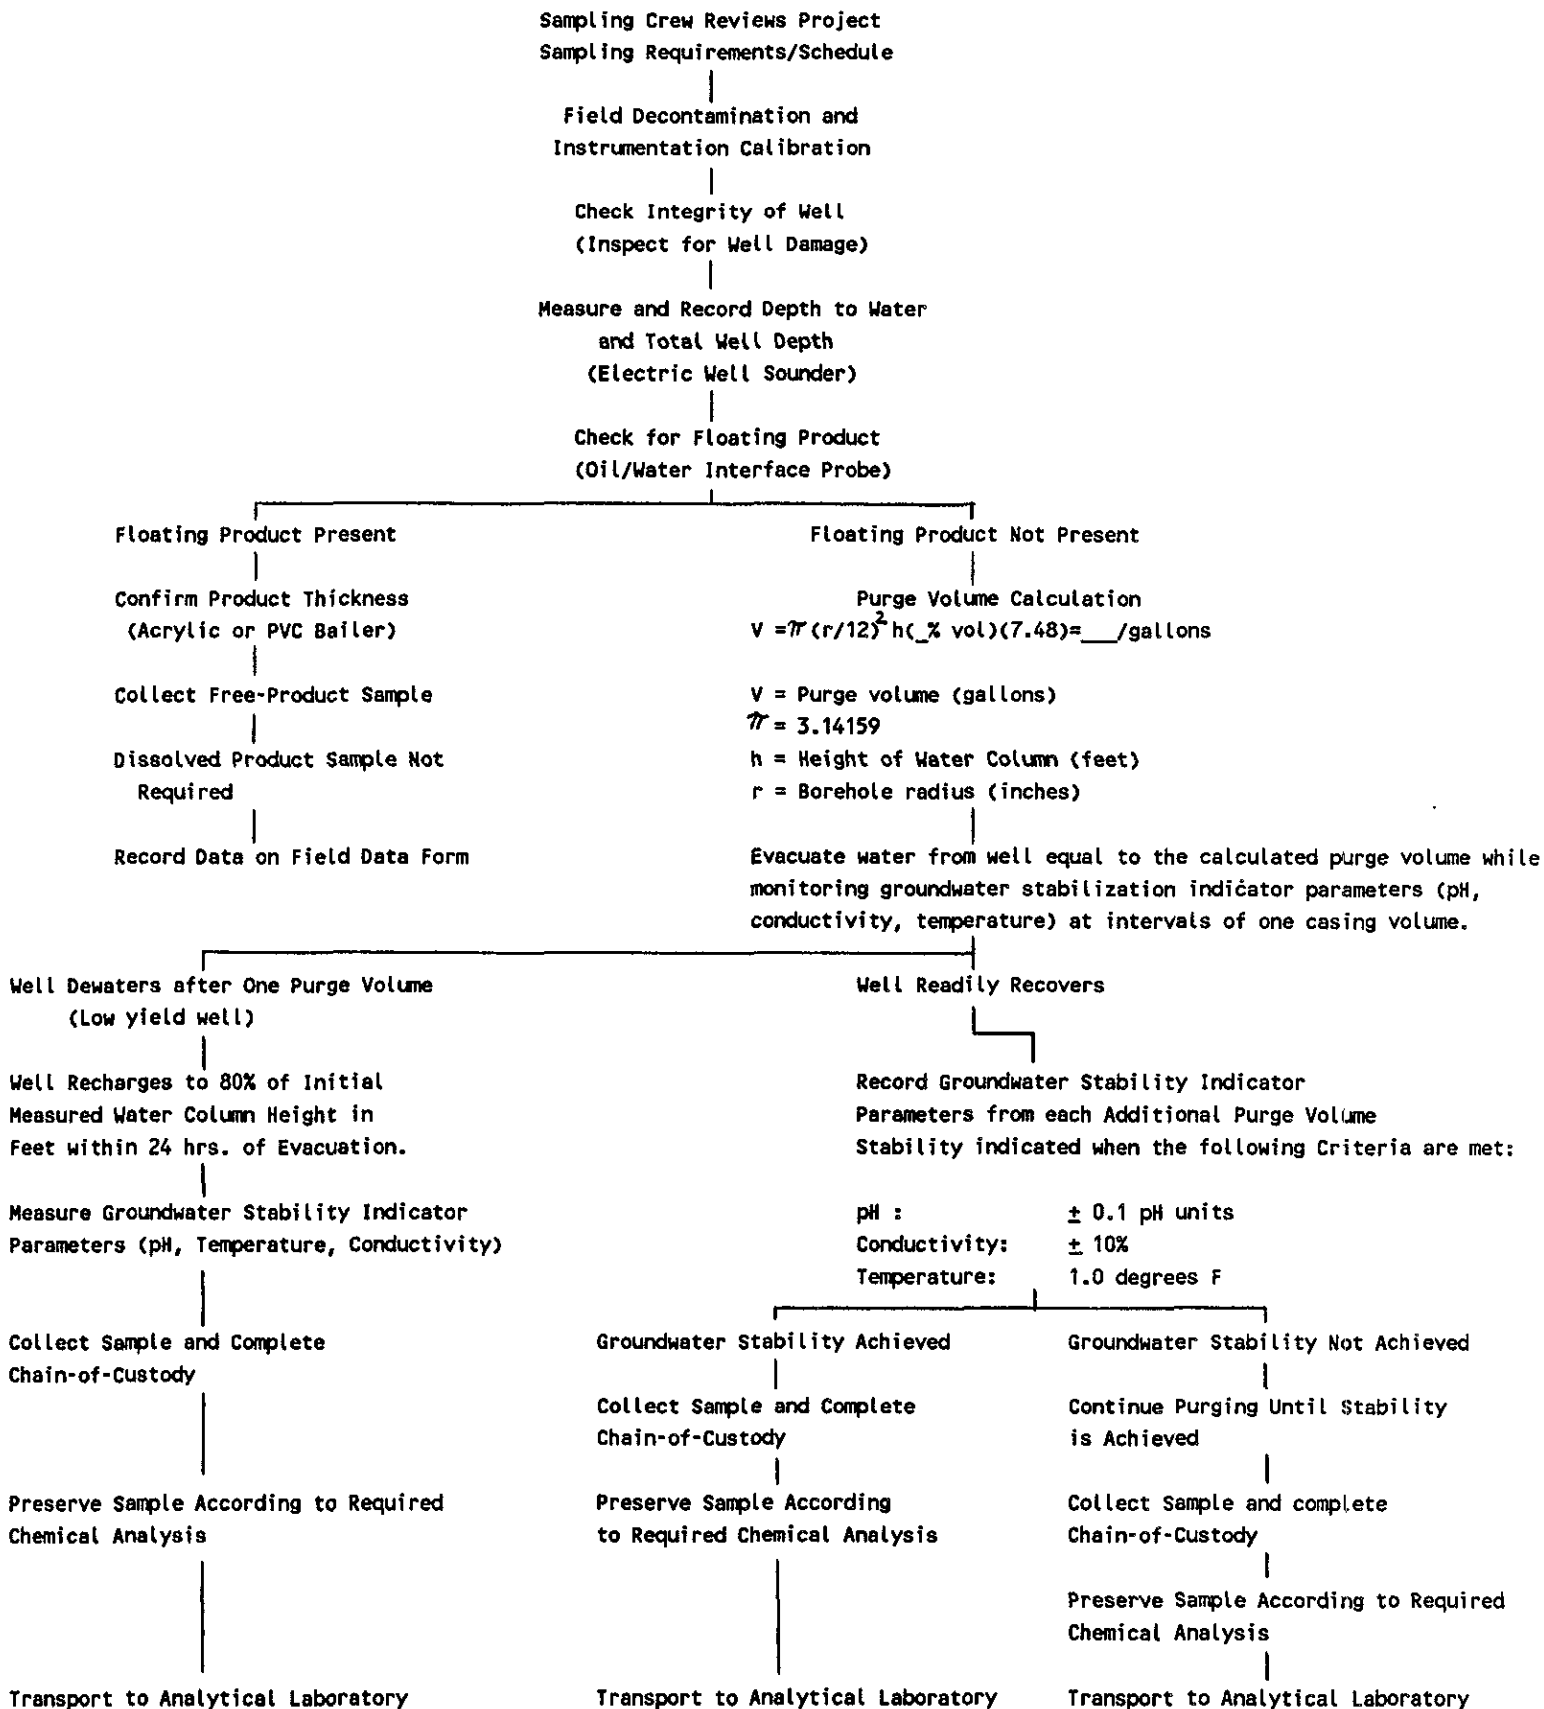 Sampling Crew Reviews Project
Sampling Requirements/Schedule
Field Decontamination and
Instrumentation Calibration
Check Integrity of Well
(Inspect for Well Damage)
Measure and Record Depth to Water
and Total Well Depth
(Electric Well Sounder)
Check for Floating Product
(Oil/Water Interface Probe)
Floating Product Present
Confirm Product Thickness
(Acrylic or PVC Bailer)
Collect Free-Product Sample
Dissolved Product Sample Not
Required
Record Data on Field Data Form
Floating Product Not Present
Purge Volume Calculation
V =π(r/12)² h(_% vol)(7.48)=___/gallons
V = Purge volume (gallons)
π = 3.14159
h = Height of Water Column (feet)
r = Borehole radius (inches)
Evacuate water from well equal to the calculated purge volume while
monitoring groundwater stabilization indicator parameters (pH,
conductivity, temperature) at intervals of one casing volume.
Well Dewaters after One Purge Volume
(Low yield well)
Well Recharges to 80% of Initial
Measured Water Column Height in
Feet within 24 hrs. of Evacuation.
Measure Groundwater Stability Indicator
Parameters (pH, Temperature, Conductivity)
Collect Sample and Complete
Chain-of-Custody
Preserve Sample According to Required
Chemical Analysis
Transport to Analytical Laboratory
Well Readily Recovers
Record Groundwater Stability Indicator
Parameters from each Additional Purge Volume
Stability indicated when the following Criteria are met:
pH : ± 0.1 pH units
Conductivity: ± 10%
Temperature: 1.0 degrees F
Groundwater Stability Achieved
Collect Sample and Complete
Chain-of-Custody
Preserve Sample According
to Required Chemical Analysis
Transport to Analytical Laboratory
Groundwater Stability Not Achieved
Continue Purging Until Stability
is Achieved
Collect Sample and complete
Chain-of-Custody
Preserve Sample According to Required
Chemical Analysis
Transport to Analytical Laboratory